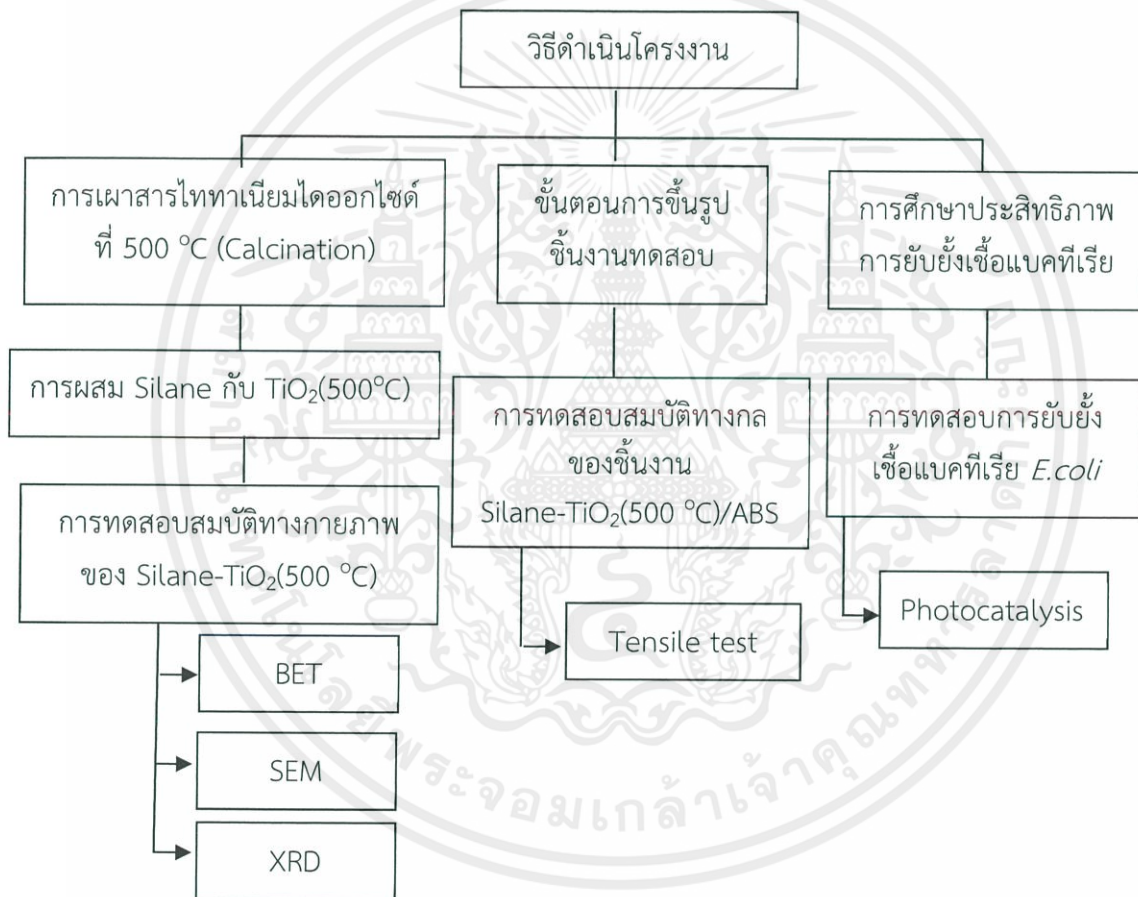 วิธีดำเนินโครงงาน
การเผาสารไททาเนียมไดออกไซด์
ที่ 500 °C (Calcination)
การผสม Silane กับ TiO₂(500°C)
การทดสอบสมบัติทางกายภาพ
ของ Silane-TiO₂(500 °C)
BET
SEM
XRD
ขั้นตอนการขึ้นรูป
ชิ้นงานทดสอบ
การทดสอบสมบัติทางกล
ของชิ้นงาน
Silane-TiO₂(500 °C)/ABS
Tensile test
การศึกษาประสิทธิภาพ
การยับยั้งเชื้อแบคทีเรีย
การทดสอบการยับยั้ง
เชื้อแบคทีเรีย E.coli
Photocatalysis